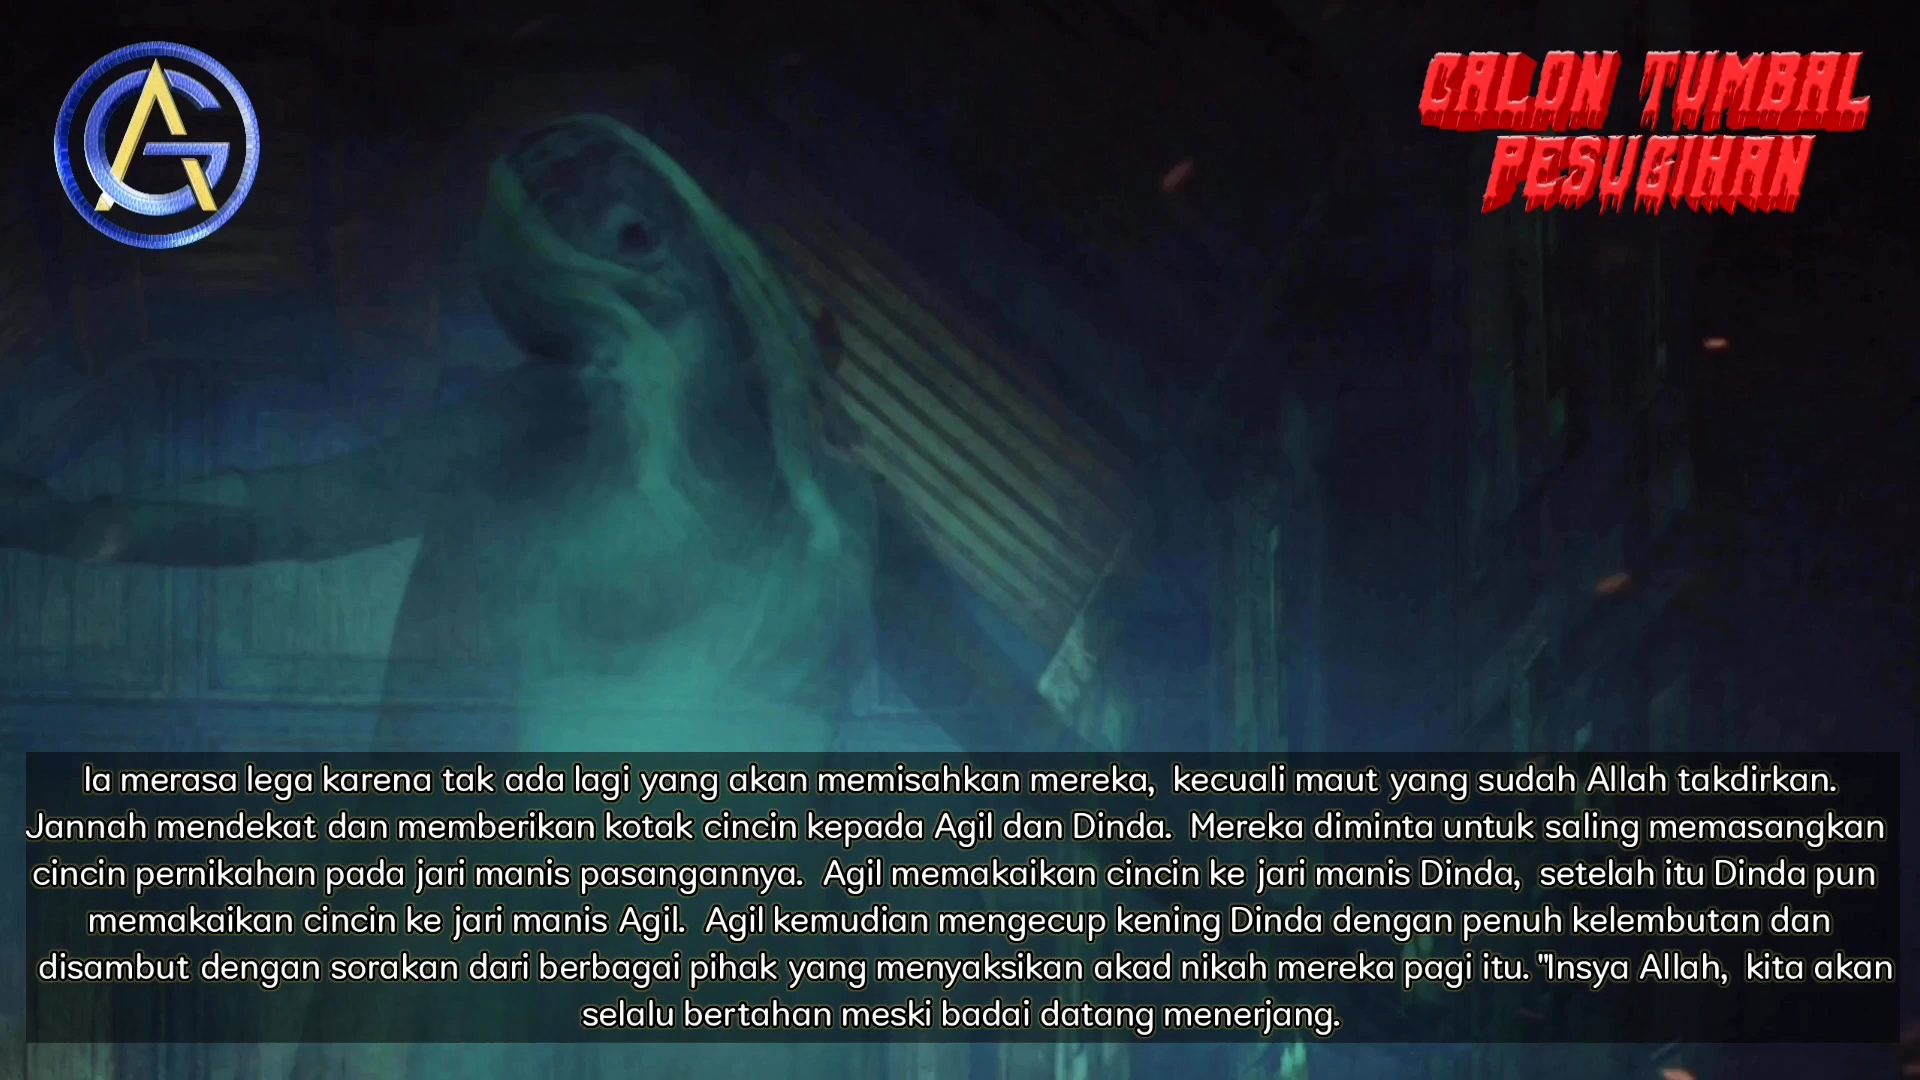 CALON TUMBAL
PESUGIHAN
Ia merasa lega karena tak ada lagi yang akan memisahkan mereka, kecuali maut yang sudah Allah takdirkan.
Jannah mendekat dan memberikan kotak cincin kepada Agil dan Dinda. Mereka diminta untuk saling memasangkan
cincin pernikahan pada jari manis pasangannya. Agil memakaikan cincin ke jari manis Dinda, setelah itu Dinda pun
memakaikan cincin ke jari manis Agil. Agil kemudian mengecup kening Dinda dengan penuh kelembutan dan
disambut dengan sorakan dari berbagai pihak yang menyaksikan akad nikah mereka pagi itu. "Insya Allah, kita akan
selalu bertahan meski badai datang menerjang.